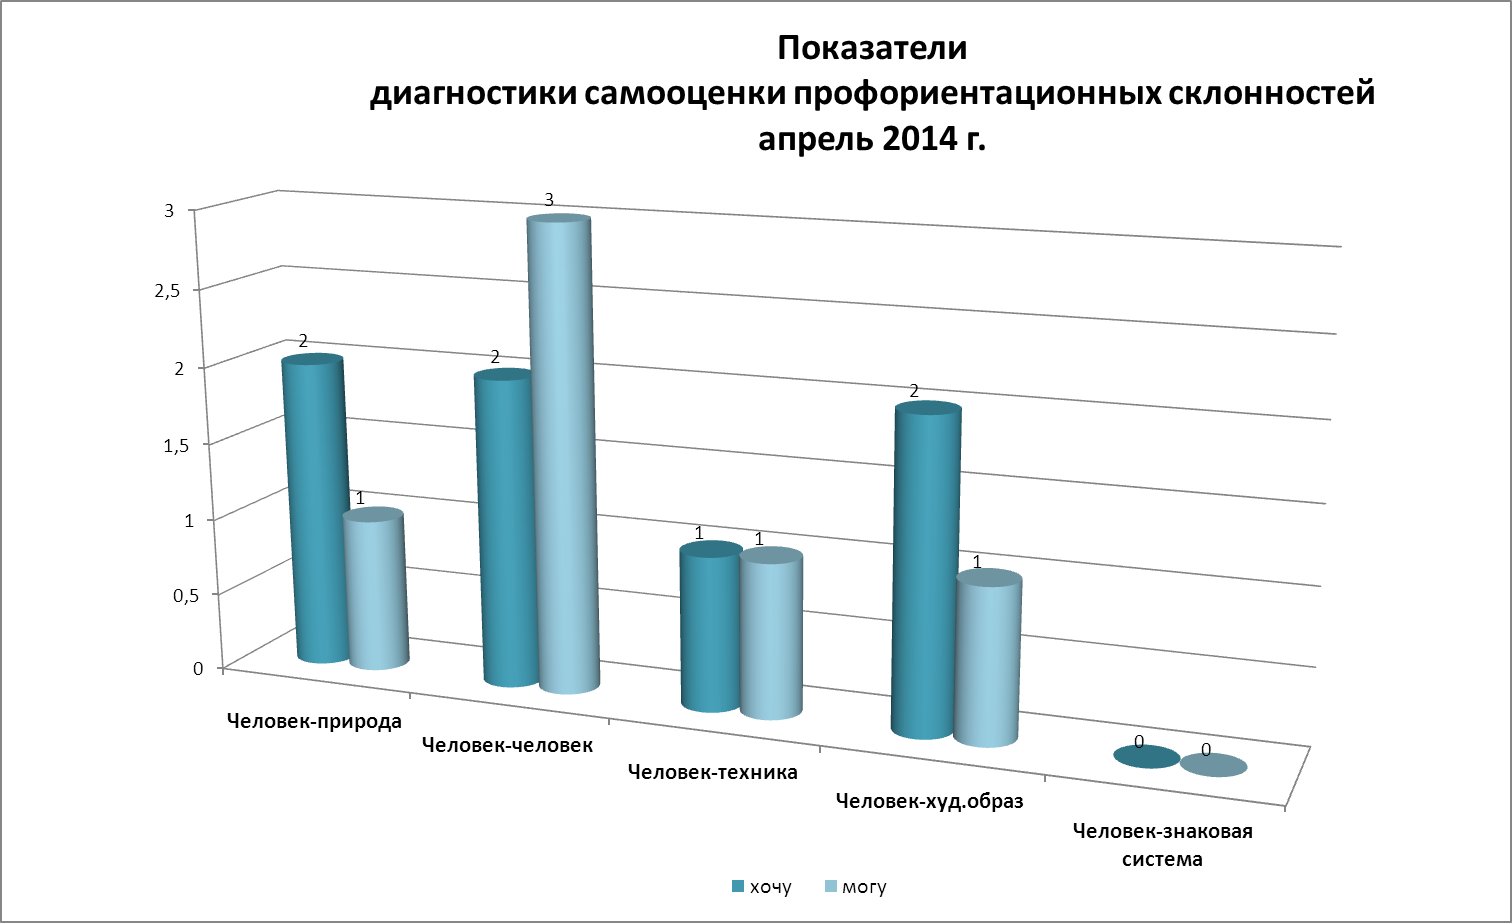 Показатели
диагностики самооценки профориентационных склонностей
апрель 2014 г.
3
2,5
2
1,5
1
0,5
0
2
1
2
3
1
1
2
1
0
0
Человек-природа
Человек-человек
Человек-техника
Человек-худ.образ
Человек-знаковая
система
хочу
могу